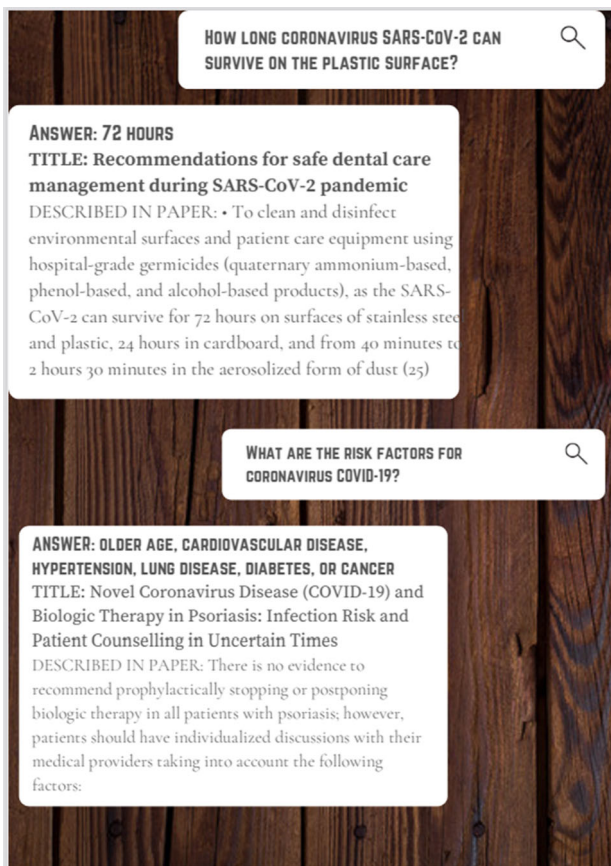 How long coronavirus SARS-CoV-2 can
survive on the plastic surface?
Answer: 72 hours
TITLE: Recommendations for safe dental care
management during SARS-CoV-2 pandemic
DESCRIBED IN PAPER: • To clean and disinfect
environmental surfaces and patient care equipment using
hospital-grade germicides (quaternary ammonium-based,
phenol-based, and alcohol-based products), as the SARS-
CoV-2 can survive for 72 hours on surfaces of stainless stee
and plastic, 24 hours in cardboard, and from 40 minutes to
2 hours 30 minutes in the aerosolized form of dust (25)
What are the risk factors for
coronavirus COVID-19?
ANSWER: older age, cardiovascular disease,
hypertension, lung disease, diabetes, or cancer
TITLE: Novel Coronavirus Disease (COVID-19) and
Biologic Therapy in Psoriasis: Infection Risk and
Patient Counselling in Uncertain Times
DESCRIBED IN PAPER: There is no evidence to
recommend prophylactically stopping or postponing
biologic therapy in all patients with psoriasis; however,
patients should have individualized discussions with their
medical providers taking into account the following
factors: